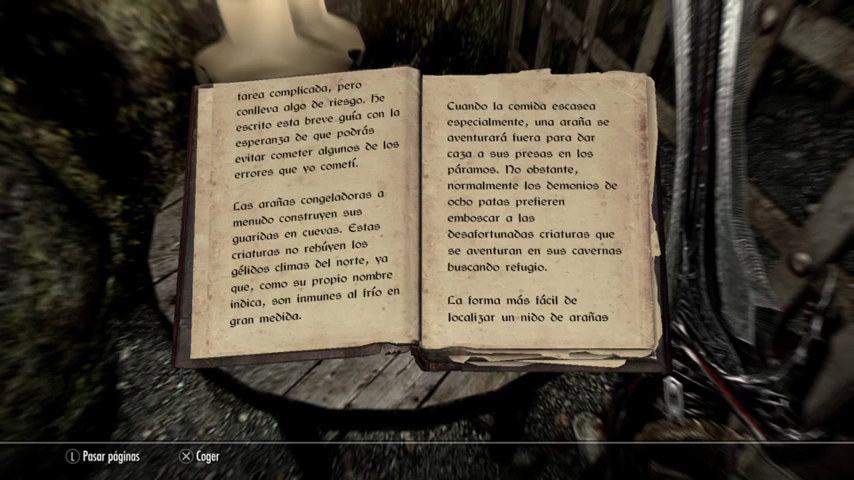 tarea complicada, pero
conlleva algo de riesgo. He
escrito esta breve guía con la
esperanza de que podrás
evitar cometer algunos de los
errores que yo cometí.
Las arañas congeladoras a
menudo construyen sus
guaridas en cuevas. Estas
criaturas no rehúyen los
gélidos climas del norte, ya
que, como su propio nombre
indica, son inmunes al frío en
gran medida.
Cuando la comida escasea
especialmente, una araña se
aventurará fuera para dar
caza a sus presas en los
páramos. No obstante,
normalmente los demonios de
ocho patas prefieren
emboscar a las
desafortunadas criaturas que
se aventuran en sus cavernas
buscando refugio.
La forma más fácil de
localizar un nido de arañas
L Pasar páginas
X Coger